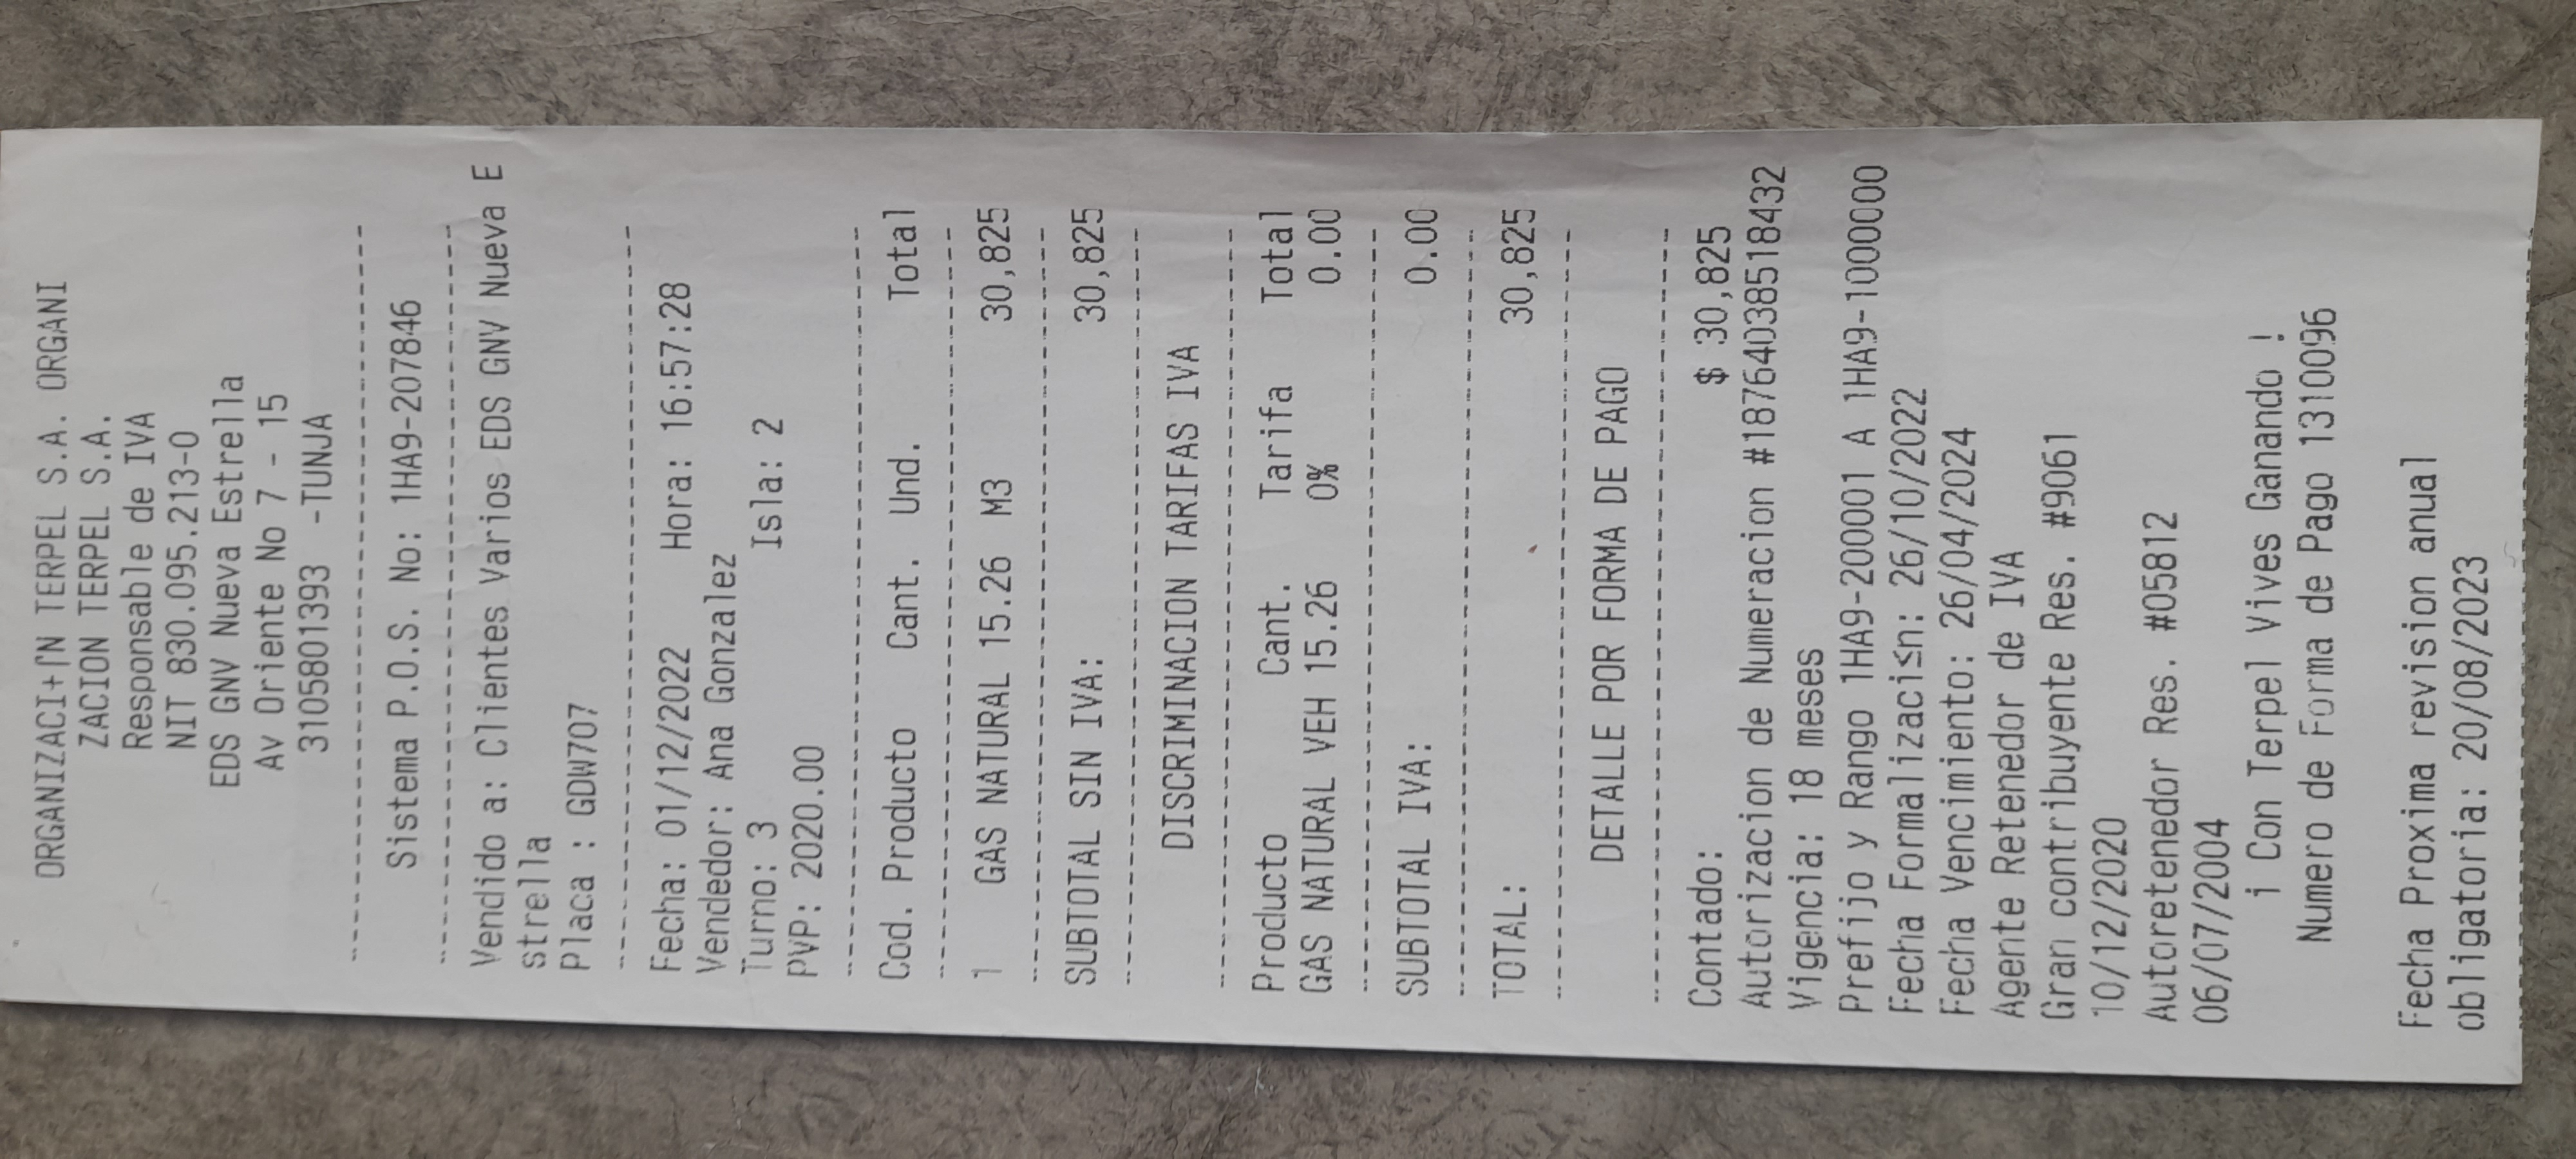 ORGANIZACI+⌈N TERPEL S.A. ORGANI
ZACION TERPEL S.A.
Responsable de IVA
NIT 830.095.213-0
EDS GNV Nueva Estrella
Av Oriente No 7 - 15
3105801393 -TUNJA
--------------------------------
Sistema P.O.S. No: 1HA9-207846
--------------------------------
Vendido a: Clientes Varios EDS GNV Nueva E
strella
Placa : GDW707
--------------------------------
Fecha: 01/12/2022 Hora: 16:57:28
Vendedor: Ana Gonzalez
Turno: 3 Isla: 2
PVP: 2020.00
--------------------------------
Cod. Producto Cant. Und. Total
--------------------------------
1 GAS NATURAL 15.26 M3 30,825
--------------------------------
SUBTOTAL SIN IVA: 30,825
--------------------------------
DISCRIMINACION TARIFAS IVA
--------------------------------
Producto Cant. Tarifa Total
GAS NATURAL VEH 15.26 0% 0.00
--------------------------------
SUBTOTAL IVA: 0.00
--------------------------------
TOTAL: 30,825
--------------------------------
DETALLE POR FORMA DE PAGO
--------------------------------
Contado: $ 30,825
Autorizacion de Numeracion #18764038518432
Vigencia: 18 meses
Prefijo y Rango 1HA9-200001 A 1HA9-1000000
Fecha Formalizaci≤n: 26/10/2022
Fecha Vencimiento: 26/04/2024
Agente Retenedor de IVA
Gran contribuyente Res. #9061
10/12/2020
Autoretenedor Res. #05812
06/07/2004
¡ Con Terpel Vives Ganando !
Numero de Forma de Pago 1310096
Fecha Proxima revision anual
obligatoria: 20/08/2023